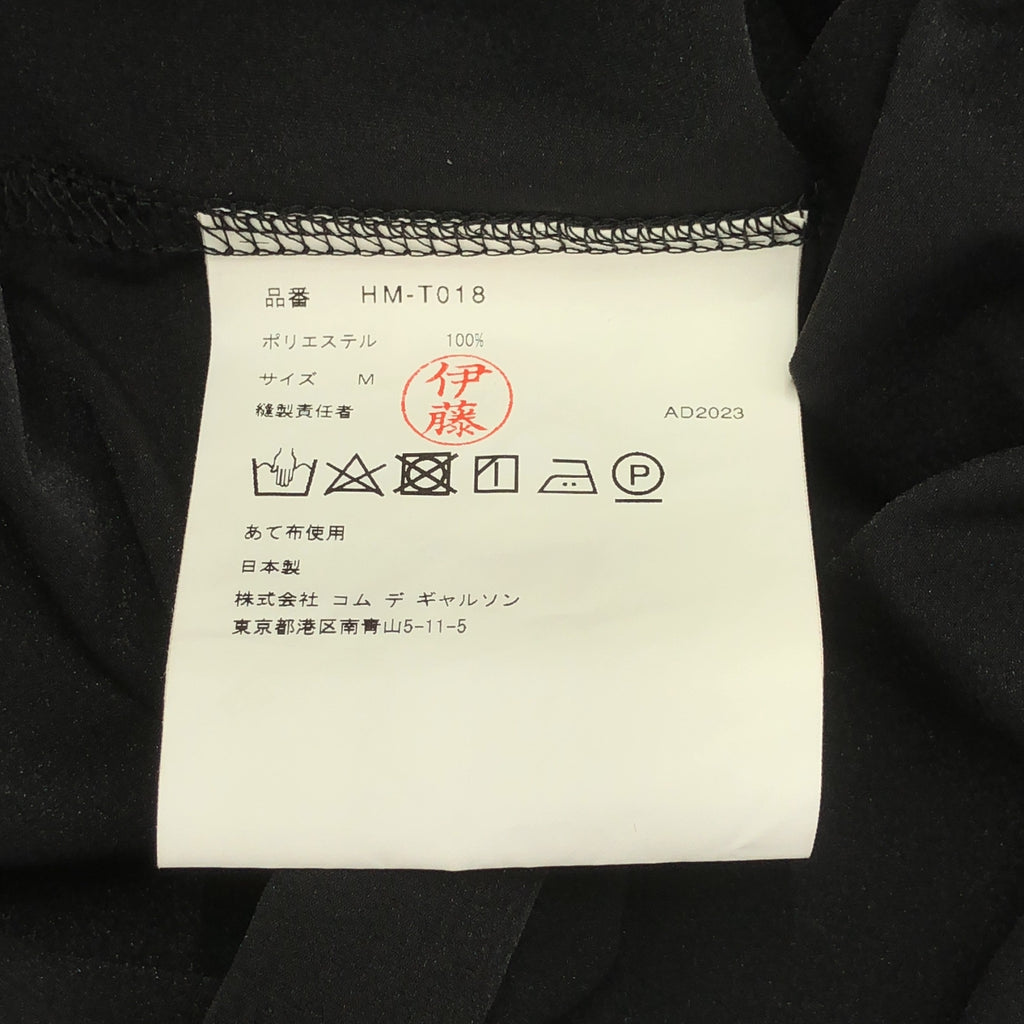 品番 HM-T018
ポリエステル 100%
サイズ M
伊藤
縫製責任者 AD2023
P
あて布使用
日本製
株式会社 コム デ ギャルソン
東京都港区南青山5-11-5